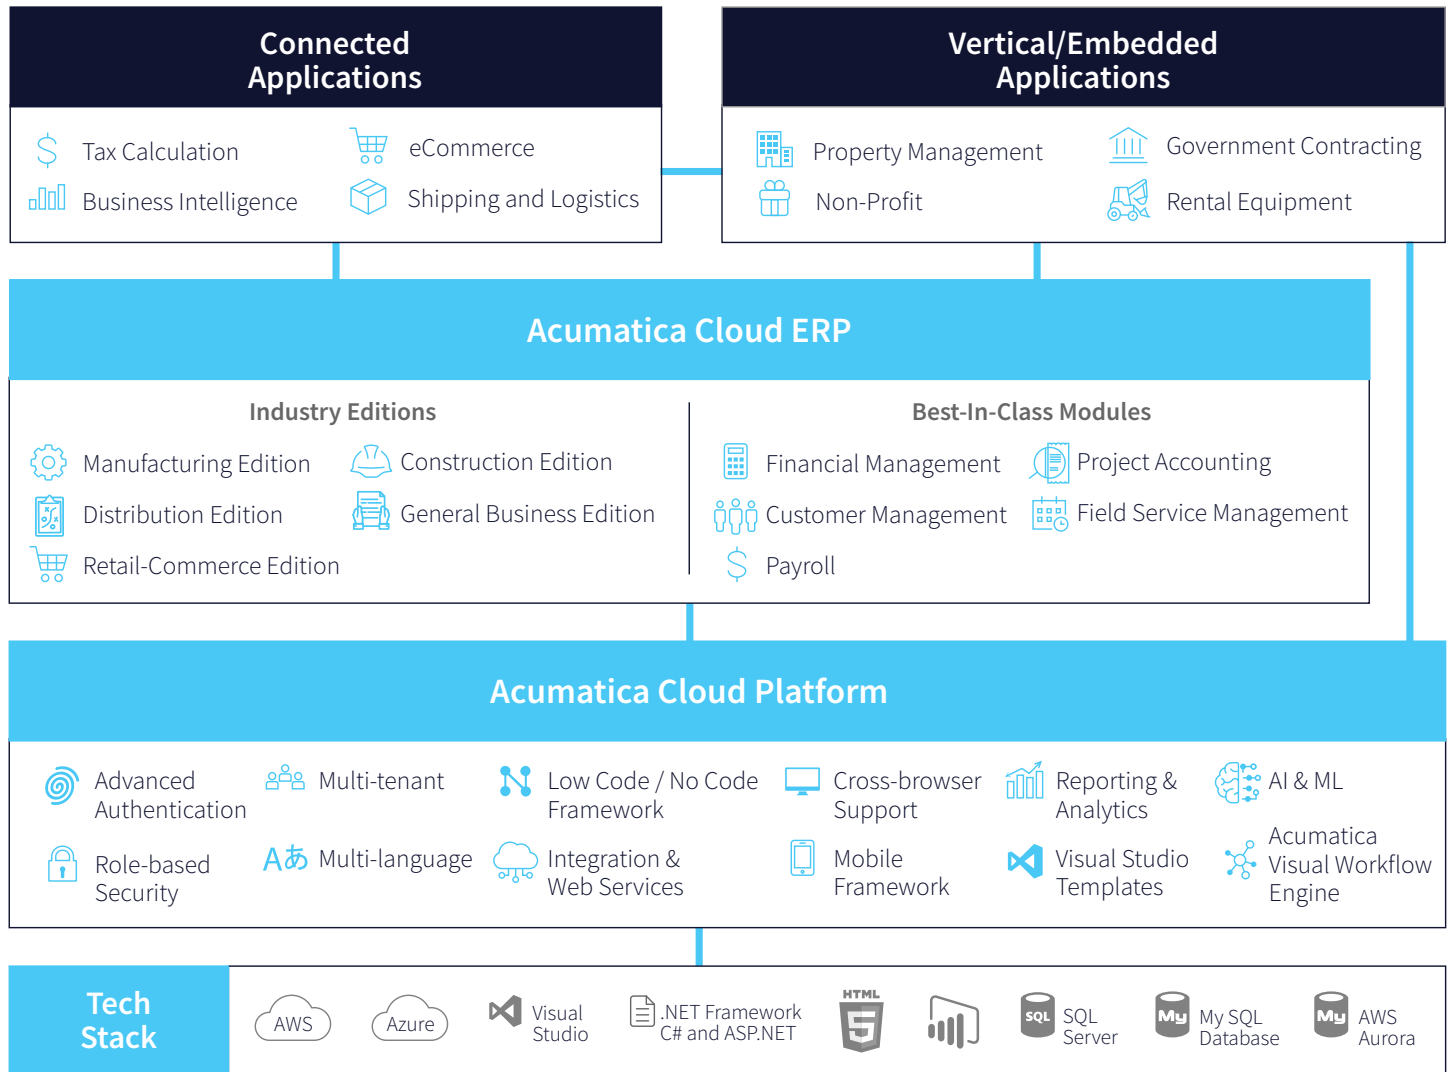 Connected
Applications
Tax Calculation
eCommerce
Business Intelligence
Shipping and Logistics
Vertical/Embedded
Applications
Property Management
Government Contracting
Non-Profit
Rental Equipment
Acumatica Cloud ERP
Industry Editions
Manufacturing Edition
Construction Edition
Distribution Edition
General Business Edition
Retail-Commerce Edition
Best-In-Class Modules
Financial Management
Project Accounting
Customer Management
Field Service Management
Payroll
Acumatica Cloud Platform
Advanced
Authentication
Multi-tenant
Low Code / No Code
Framework
Cross-browser
Support
Reporting &
Analytics
AI & ML
Role-based
Security
Aあ
Multi-language
Integration &
Web Services
Mobile
Framework
Visual Studio
Templates
Acumatica
Visual Workflow
Engine
Tech
Stack
AWS
Azure
Visual
Studio
.NET Framework
C# and ASP.NET
HTML
5
SQL
SQL
Server
My
My SQL
Database
My
AWS
Aurora